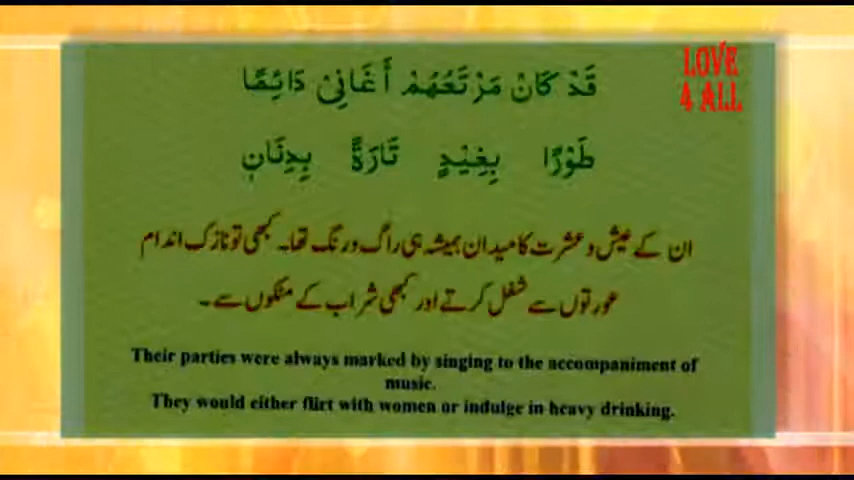 LOVE
4 ALL
قَدْ كَانَ مَرْتَعُهُمْ أَغَانِيْ دَائِمًا
طَوْرًا بِغِيْدٍ تَارَةً بِدِنَانٖ
ان کے عیش و عشرت کا میدان ہمیشہ ہی راگ و رنگ تھا۔ کبھی تو نازک اندام
عورتوں سے شغل کرتے اور کبھی شراب کے مٹکوں سے۔
Their parties were always marked by singing to the accompaniment of
music.
They would either flirt with women or indulge in heavy drinking.